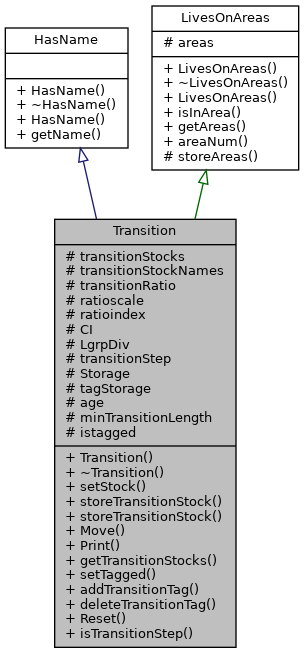 HasName
+ HasName()
+ ~HasName()
+ HasName()
+ getName()
LivesOnAreas
# areas
+ LivesOnAreas()
+ ~LivesOnAreas()
+ LivesOnAreas()
+ isInArea()
+ getAreas()
+ areaNum()
# storeAreas()
Transition
# transitionStocks
# transitionStockNames
# transitionRatio
# ratioscale
# ratioindex
# CI
# LgrpDiv
# transitionStep
# Storage
# tagStorage
# age
# minTransitionLength
# istagged
+ Transition()
+ ~Transition()
+ setStock()
+ storeTransitionStock()
+ storeTransitionStock()
+ Move()
+ Print()
+ getTransitionStocks()
+ setTagged()
+ addTransitionTag()
+ deleteTransitionTag()
+ Reset()
+ isTransitionStep()